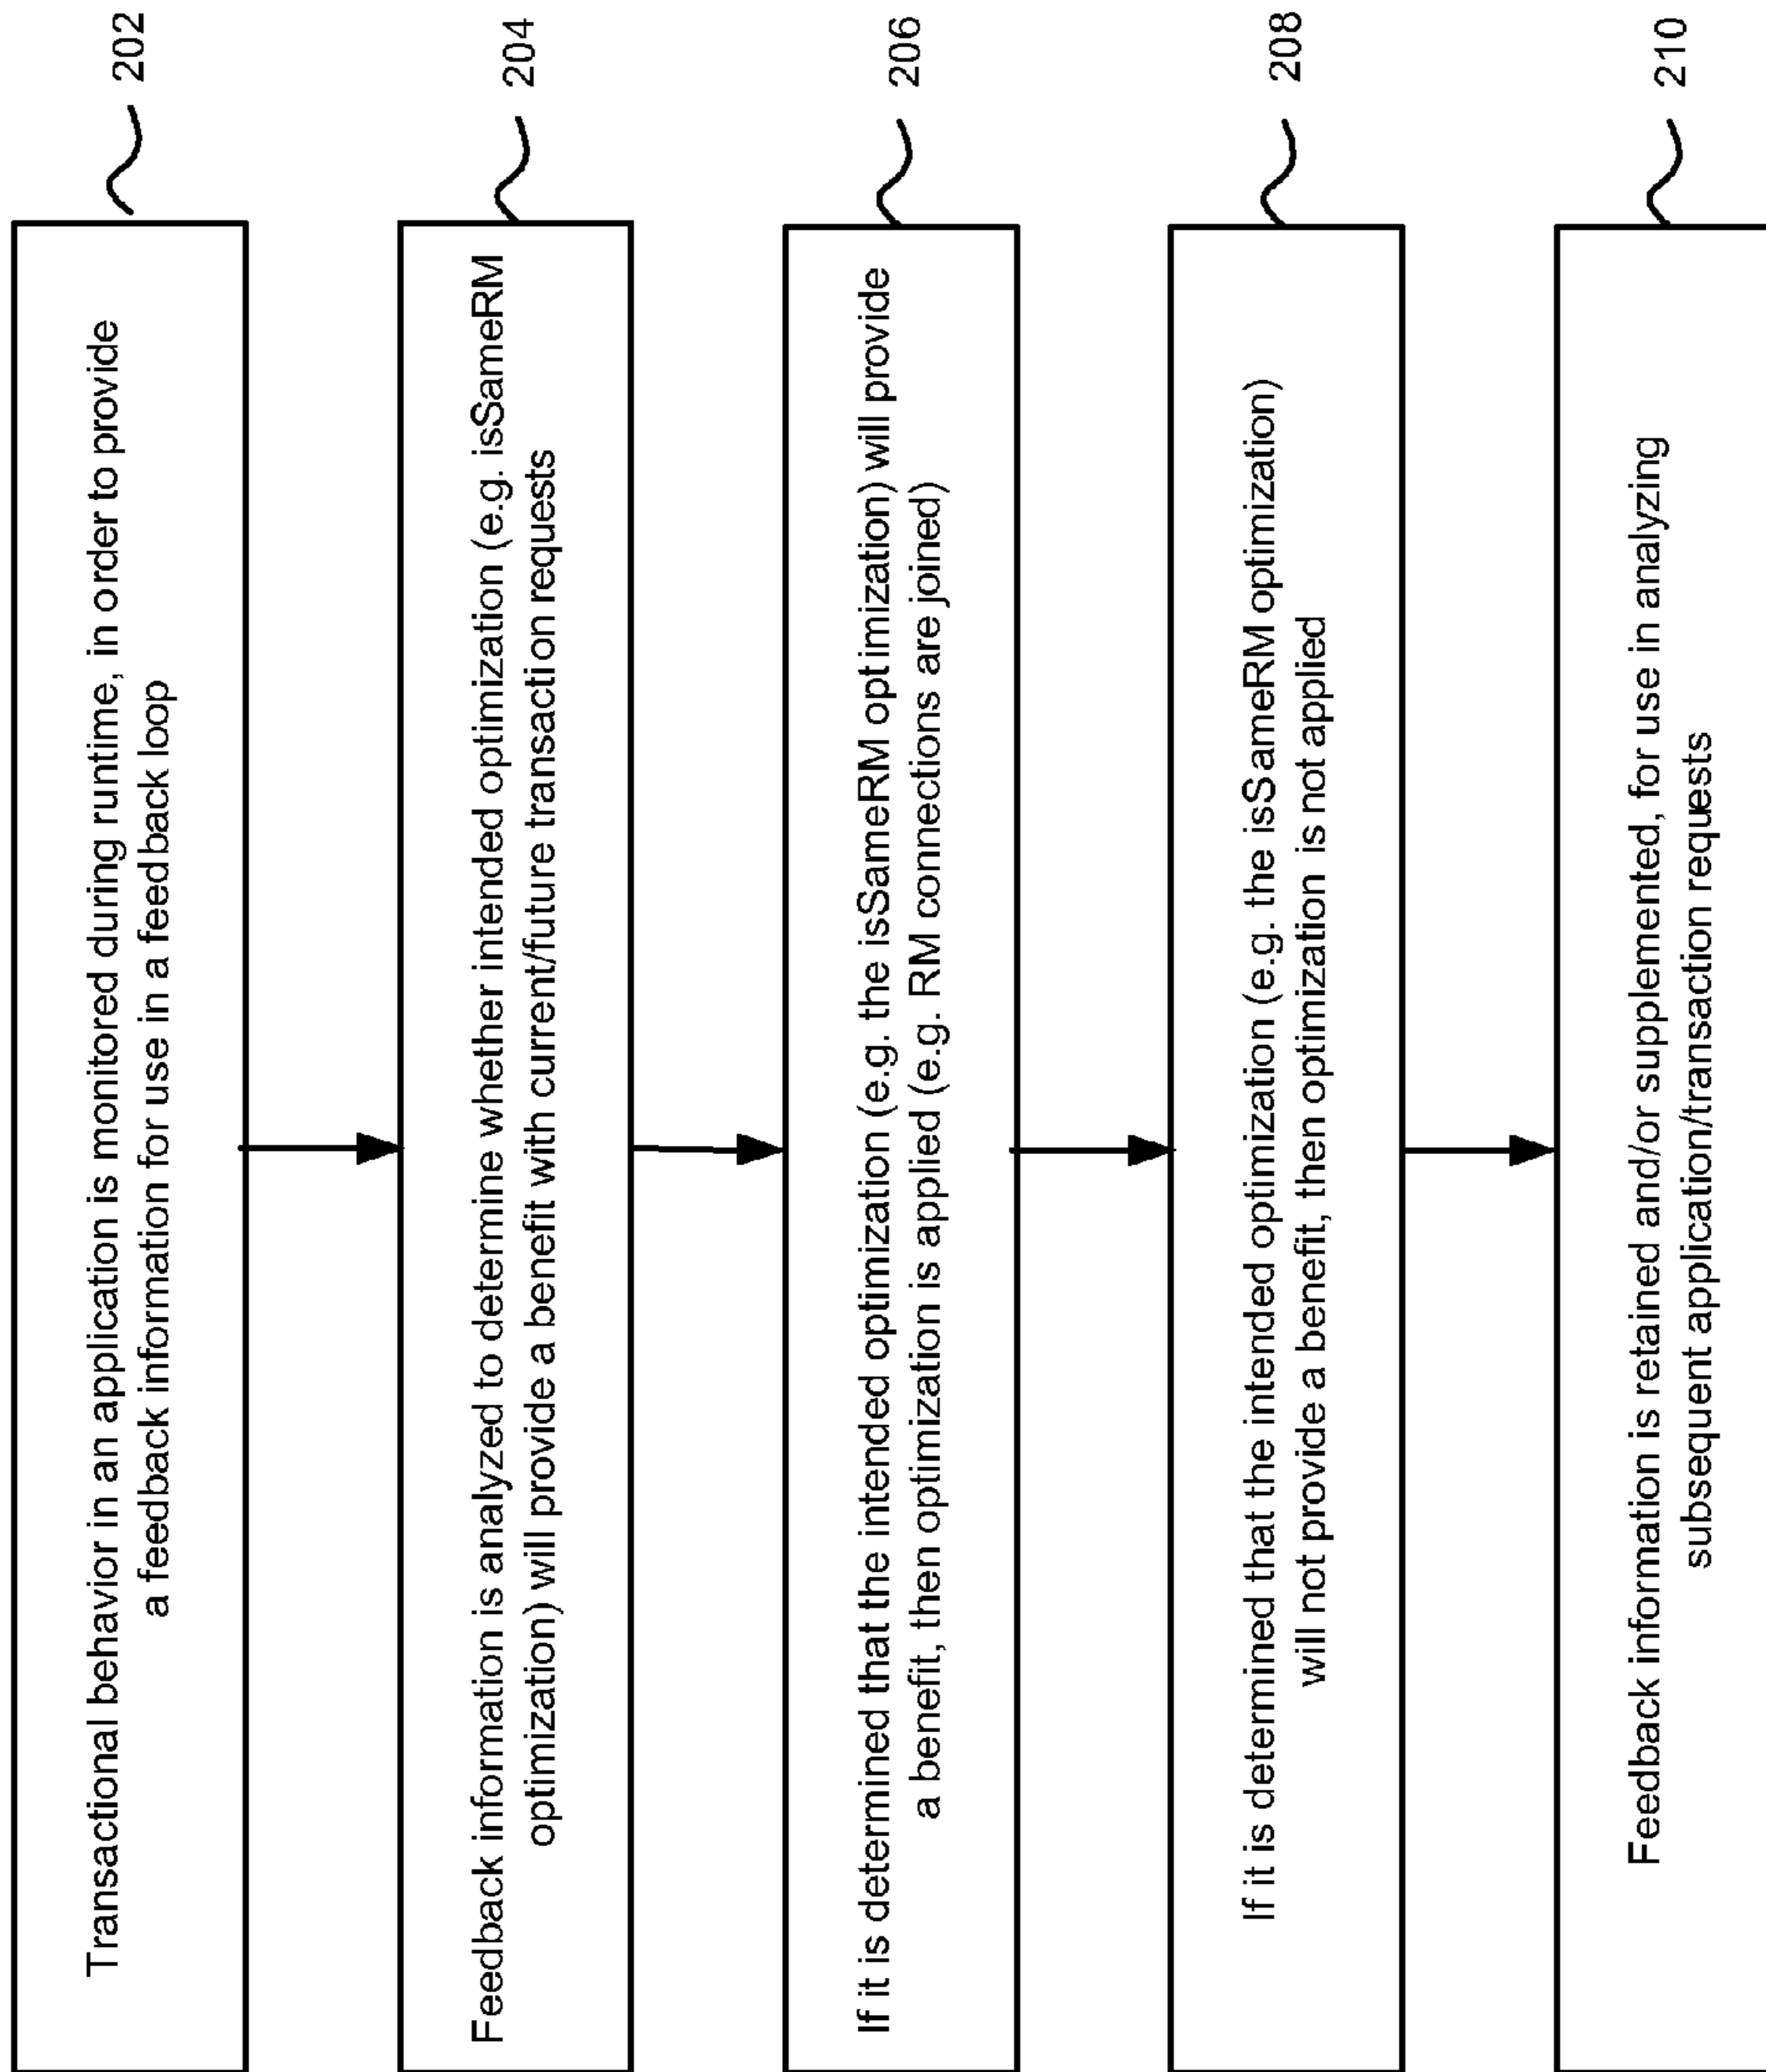 Transactional behavior in an application is monitored during runtime, in order to provide
a feedback information for use in a feedback loop
202
Feedback information is analyzed to determine whether intended optimization (e.g. isSameRM
optimization) will provide a benefit with current/future transaction requests
204
If it is determined that the intended optimization (e.g. the isSameRM optimization) will provide
a benefit, then optimization is applied (e.g. RM connections are joined)
206
If it is determined that the intended optimization (e.g. the isSameRM optimization)
will not provide a benefit, then optimization is not applied
208
Feedback information is retained and/or supplemented, for use in analyzing
subsequent application/transaction requests
210